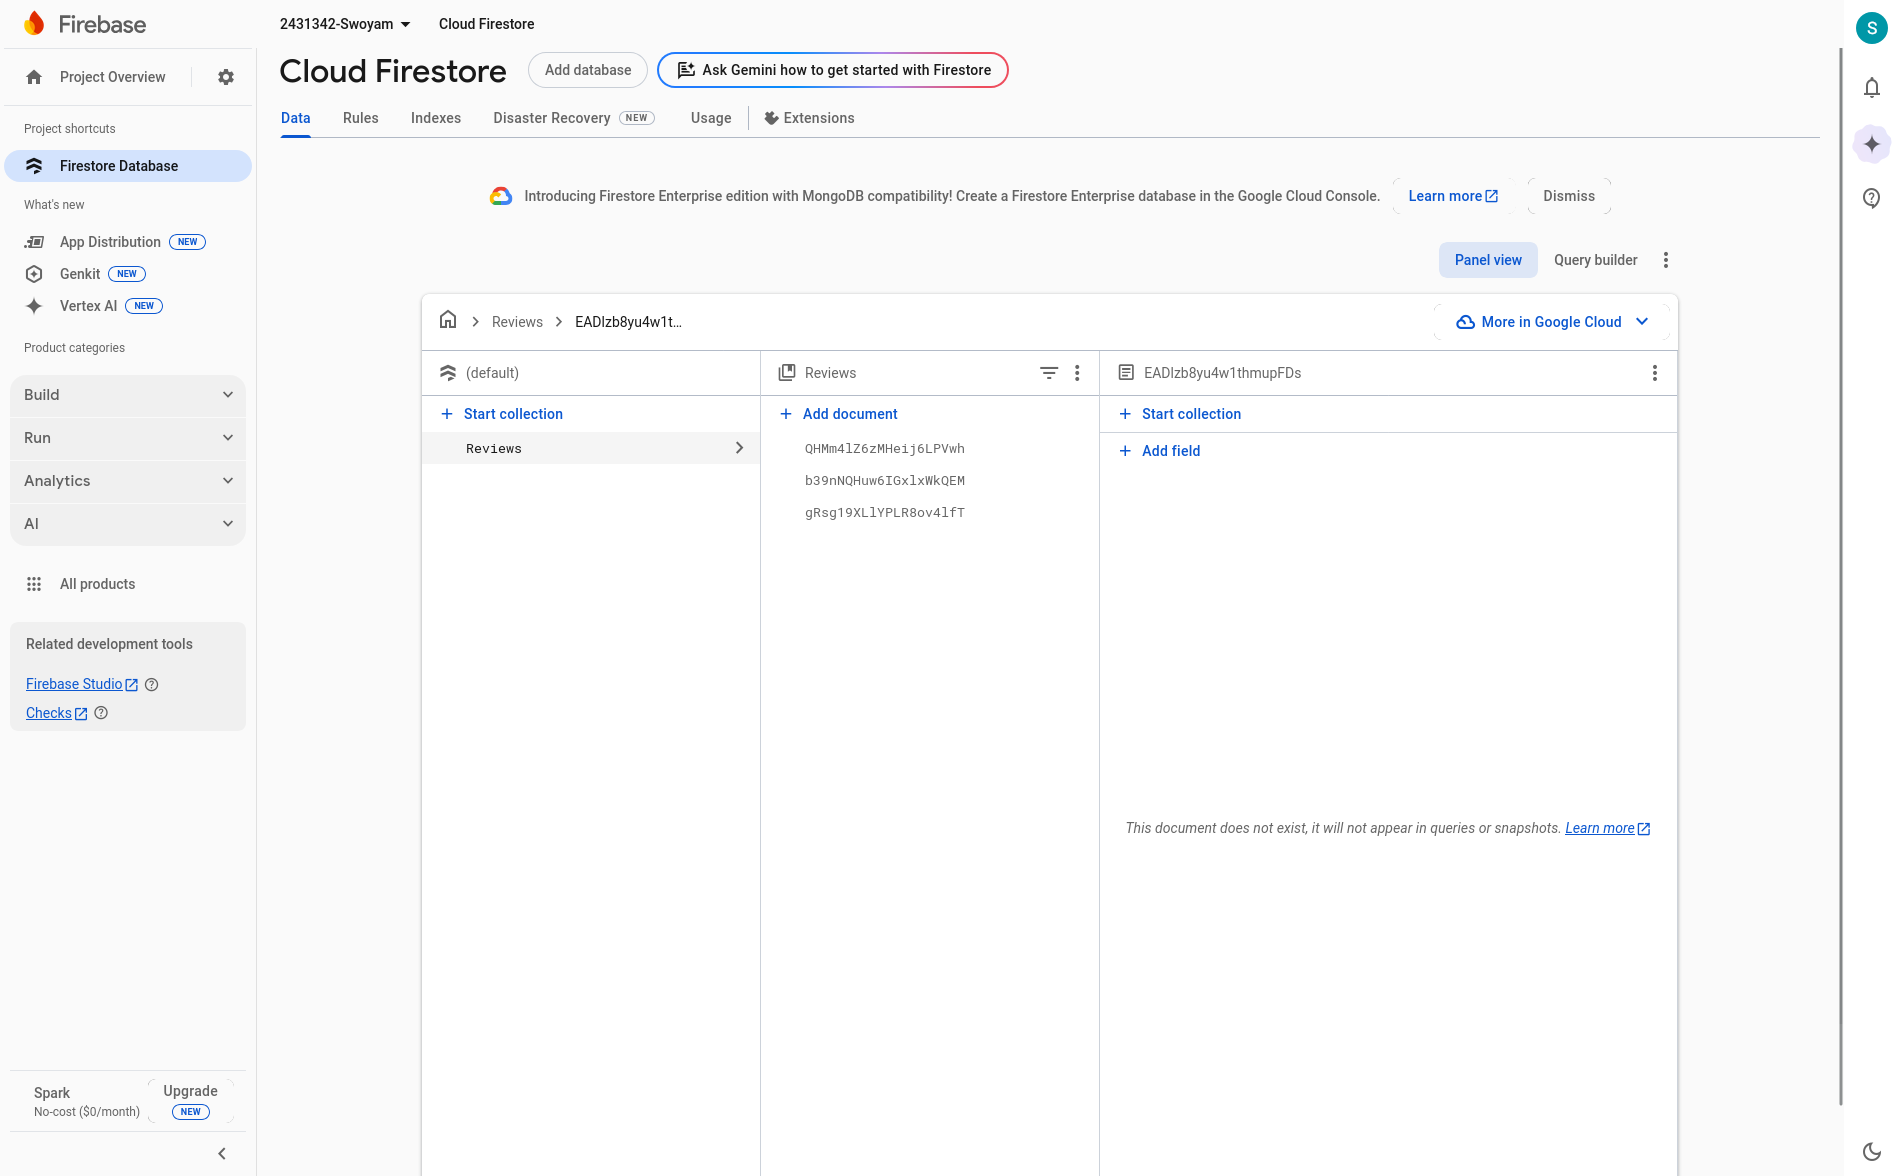 Firebase
2431342-Swoyam
Cloud Firestore
S
Project Overview
Cloud Firestore
Add database
Ask Gemini how to get started with Firestore
Data
Rules
Indexes
Disaster Recovery NEW
Usage
Extensions
Project shortcuts
Firestore Database
What's new
App Distribution NEW
Genkit NEW
Vertex AI NEW
Product categories
Build
Run
Analytics
AI
All products
Related development tools
Firebase Studio
Checks
Spark
No-cost ($0/month)
Upgrade
NEW
Introducing Firestore Enterprise edition with MongoDB compatibility! Create a Firestore Enterprise database in the Google Cloud Console.
Learn more
Dismiss
Panel view
Query builder
Reviews
EADlzb8yu4w1t...
More in Google Cloud
(default)
Start collection
Reviews
Reviews
Add document
QHMm4lZ6zMHeij6LPVwh
b39nNQHuw6IGxlxWkQEM
gRsg19XLlYPLR8ov4lfT
EADlzb8yu4w1thmupFDs
Start collection
Add field
This document does not exist, it will not appear in queries or snapshots. Learn more